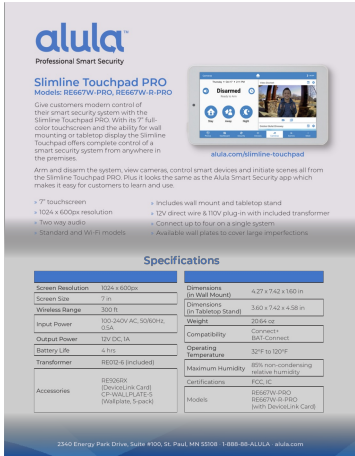 alula™
Professional Smart Security
Slimline Touchpad PRO
Models: RE667W-PRO, RE667W-R-PRO
Give customers modern control of
their smart security system with the
Slimline Touchpad PRO. With its 7" full-
color touchscreen and the ability for wall
mounting or tabletop display the Slimline
Touchpad offers complete control of a
smart security system from anywhere in
the premises.
Disarmed
alula.com/slimline-touchpad
Arm and disarm the system, view cameras, control smart devices and initiate scenes all from
the Slimline Touchpad PRO. Plus it looks the same as the Alula Smart Security app which
makes it easy for customers to learn and use.
» 7" touchscreen
» 1024 x 600px resolution
» Two way audio
» Standard and Wi-Fi models
» Includes wall mount and tabletop stand
» 12V direct wire & 110V plug-in with included transformer
» Connect up to four on a single system
» Available wall plates to cover large imperfections
Specifications
Screen Resolution 1024 x 600px
Screen Size 7 in
Wireless Range 300 ft
Input Power 100-240V AC, 50/60Hz,
0.5A
Output Power 12V DC, 1A
Battery Life 4 hrs
Transformer RE012-6 (included)
Accessories RE926RX
(DeviceLink Card)
CP-WALLPLATE-5
(Wallplate, 5-pack)
Dimensions
(in Wall Mount) 4.27 x 7.42 x 1.60 in
Dimensions
(in Tabletop Stand) 3.60 x 7.42 x 4.58 in
Weight 20.64 oz
Compatibility Connect+
BAT-Connect
Operating
Temperature 32°F to 120°F
Maximum Humidity 85% non-condensing
relative humidity
Certifications FCC, IC
Models RE667W-PRO
RE667W-R-PRO
(with DeviceLink Card)
2340 Energy Park Drive, Suite #100, St. Paul, MN 55108 · 1-888-88-ALULA · alula.com